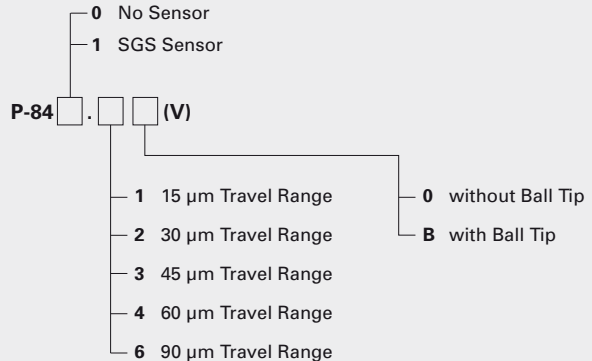 0 No Sensor
1 SGS Sensor
P-84 . (V)
1 15 µm Travel Range
2 30 µm Travel Range
3 45 µm Travel Range
4 60 µm Travel Range
6 90 µm Travel Range
0 without Ball Tip
B with Ball Tip